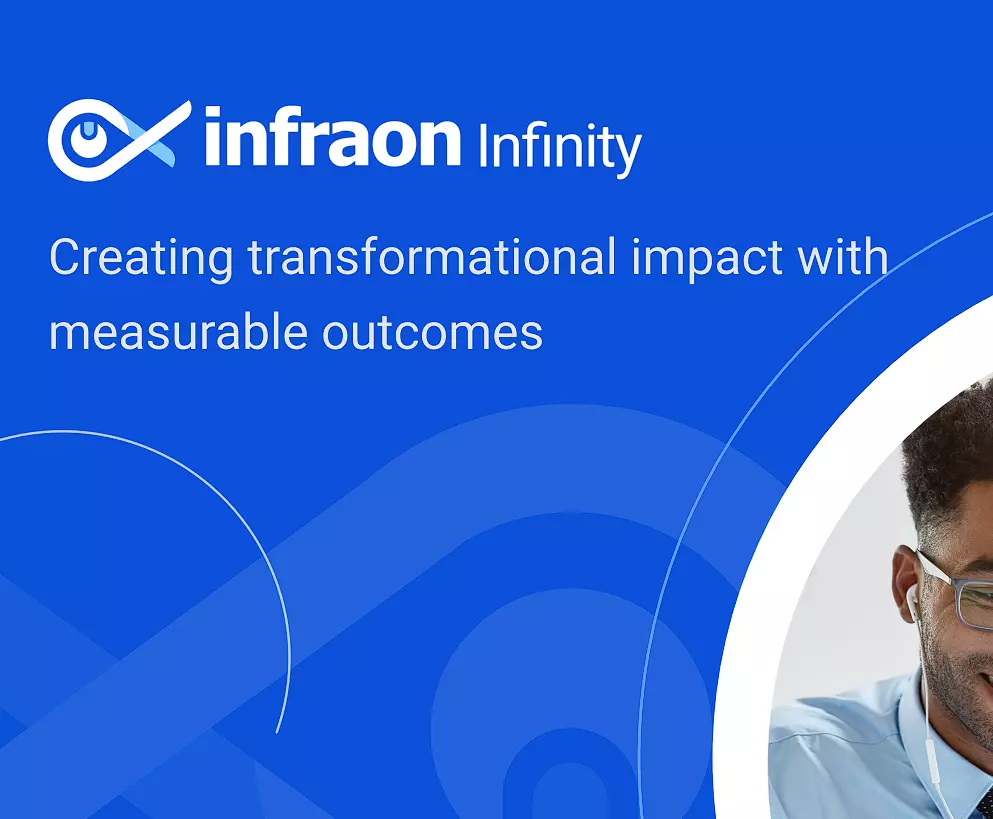 infraon Infinity
Creating transformational impact with
measurable outcomes